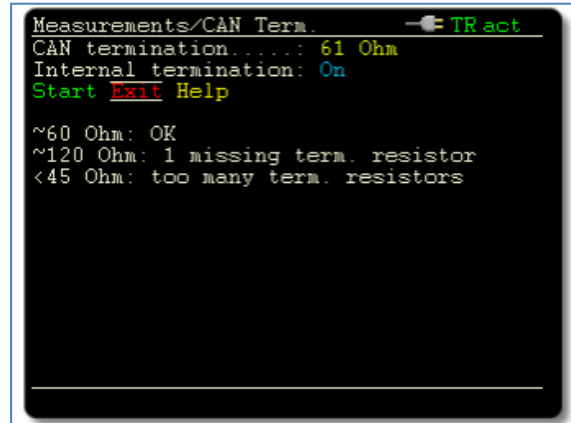 Measurements/CAN Term. TR act
CAN termination.....: 61 Ohm
Internal termination: On
Start Exit Help
~60 Ohm: OK
~120 Ohm: 1 missing term. resistor
<45 Ohm: too many term. resistors